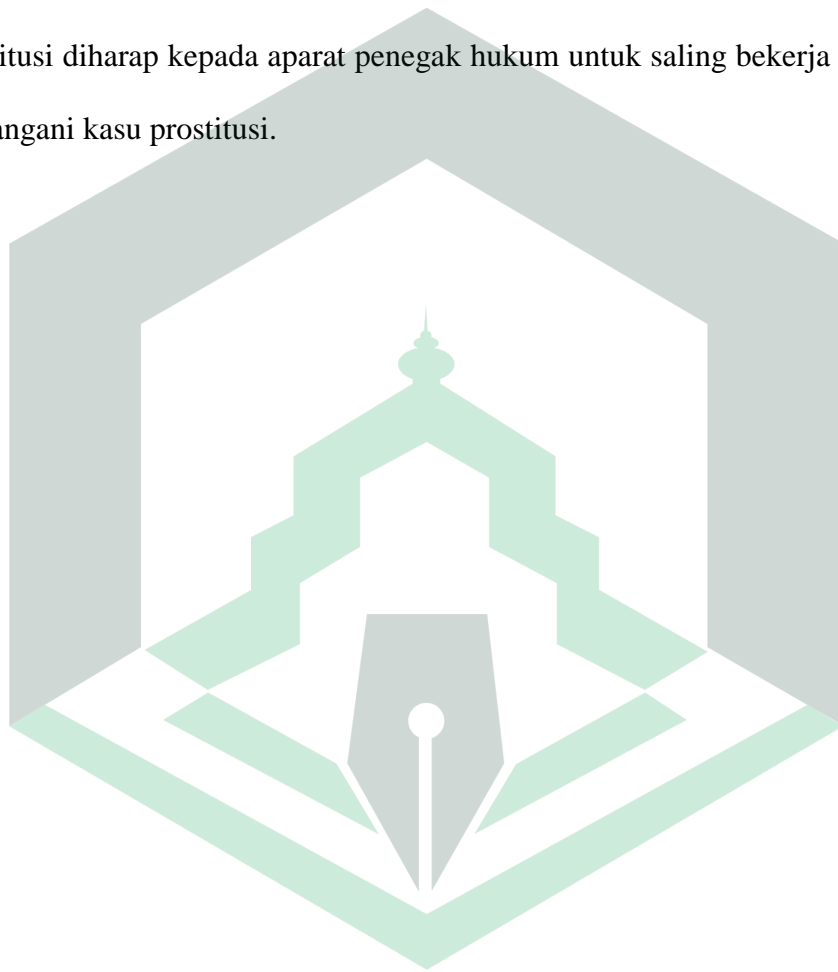 itusi diharap kepada aparat penegak hukum untuk saling bekerja
angani kasu prostitusi.